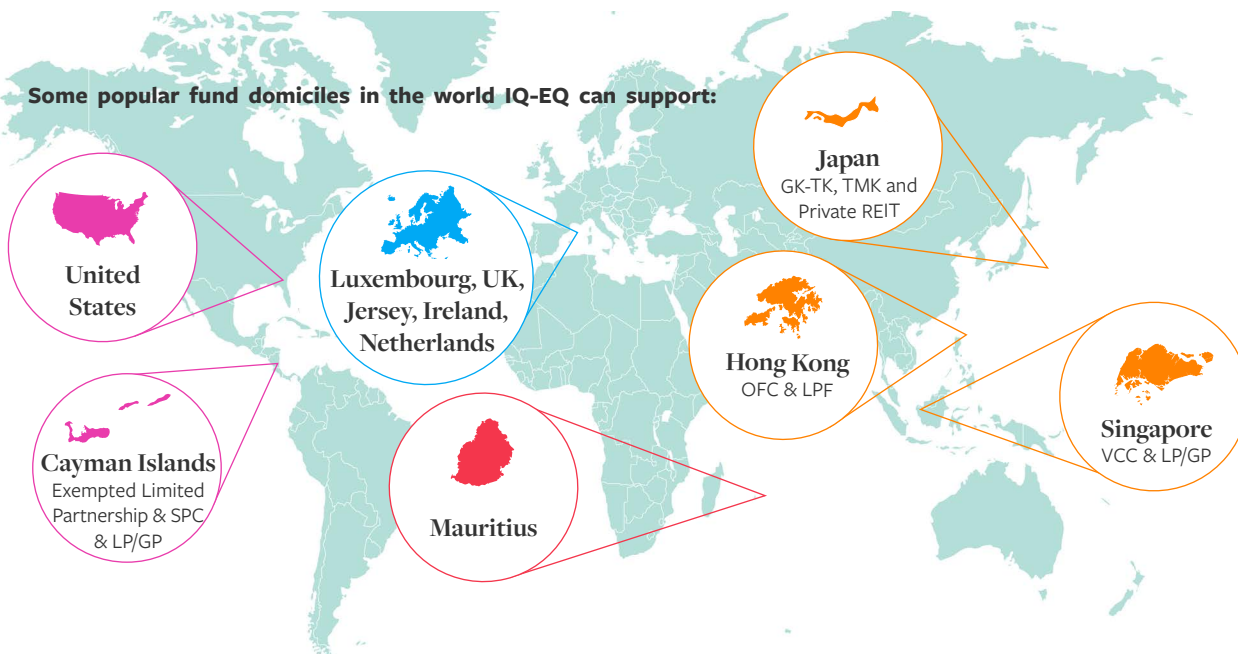 Some popular fund domiciles in the world IQ-EQ can support:
United
States
Luxembourg, UK,
Jersey, Ireland,
Netherlands
Japan
GK-TK, TMK and
Private REIT
Hong Kong
OFC & LPF
Singapore
VCC & LP/GP
Cayman Islands
Exempted Limited
Partnership & SPC
& LP/GP
Mauritius